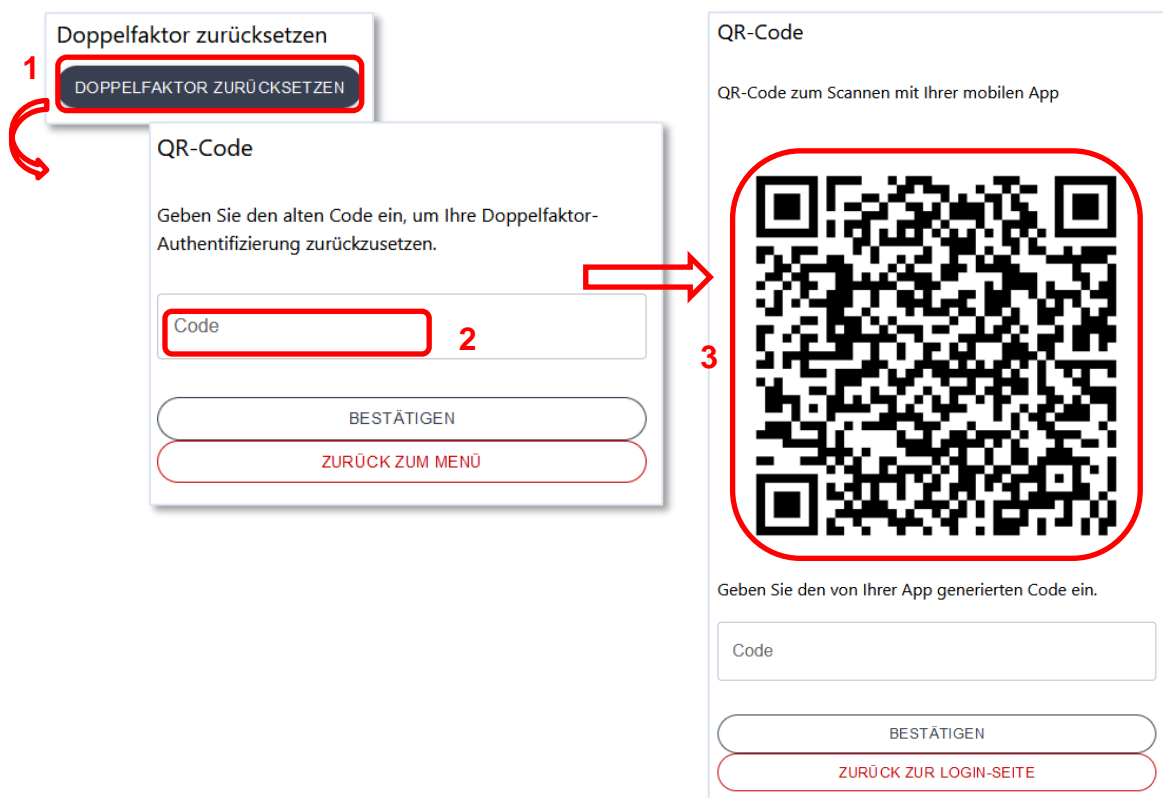 Doppelfaktor zurücksetzen
1
DOPPELFAKTOR ZURÜCKSETZEN
QR-Code
Geben Sie den alten Code ein, um Ihre Doppelfaktor-
Authentifizierung zurückzusetzen.
Code
2
BESTÄTIGEN
ZURÜCK ZUM MENÜ
QR-Code
QR-Code zum Scannen mit Ihrer mobilen App
3
Geben Sie den von Ihrer App generierten Code ein.
Code
BESTÄTIGEN
ZURÜCK ZUR LOGIN-SEITE